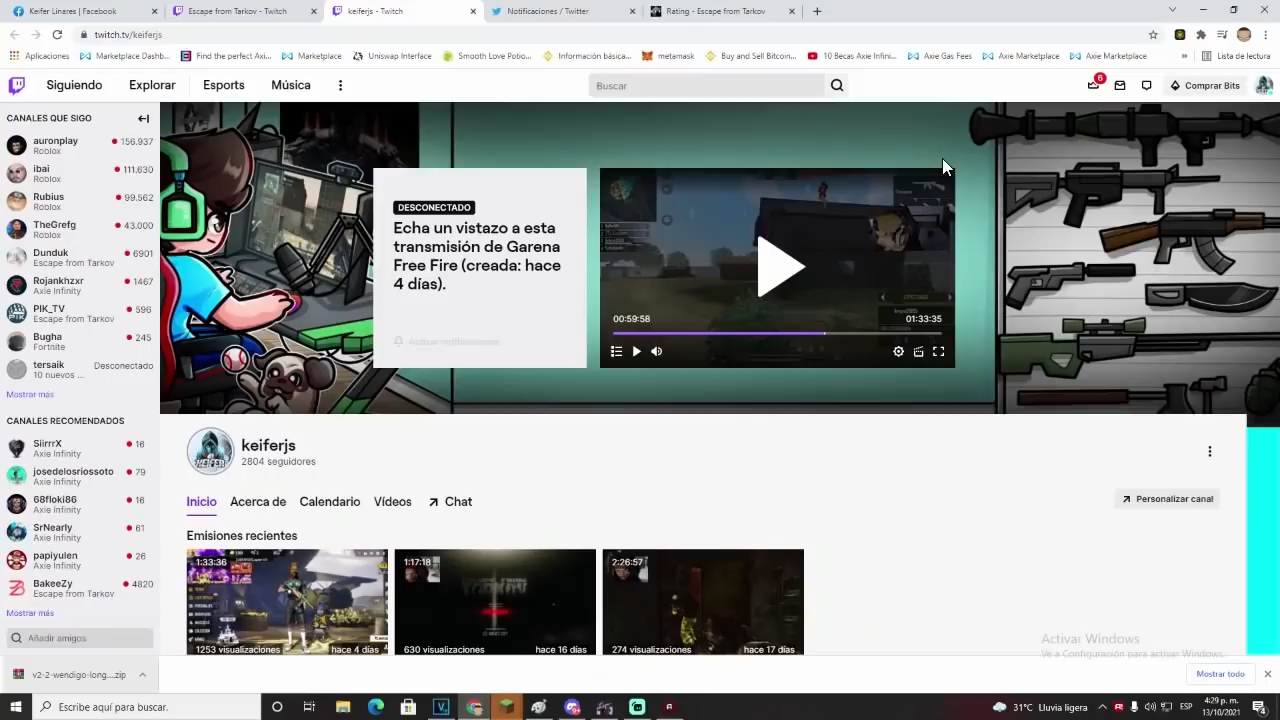 Keifer Linares | Facebook
Escape from Tarkov - Twitch
keiferjs - Twitch
Notificaciones / Twitter
Rating - Escape from Tarkov
twitch.tv/keiferjs
Aplicaciones
Marketplace - Dash...
Find the perfect Axi...
Marketplace
Uniswap Interface
Smooth Love Potio...
Información básica...
metamask
Buy and Sell Bitcoin...
10 Becas Axie Infini...
Axie Gas Fees
Axie Marketplace
Axie Marketplace
»
Lista de lectura
Siguiendo
Explorar
Esports
Música
Buscar
6
Comprar Bits
CANALES QUE SIGO
auronplay
156.937
Roblox
ibai
111.630
Roblox
Rubius
99.562
Roblox
TheGrefg
43.000
Roblox
Dunduk
6901
Escape from Tarkov
Rojankhzxr
1467
Axie Infinity
PIK_TV
596
Escape from Tarkov
Bugha
245
Fortnite
tersaik
Desconectado
10 nuevos ...
Mostrar más
CANALES RECOMENDADOS
SiirrrX
16
Axie Infinity
josedelosriossoto
79
Axie Infinity
68floki86
16
Axie Infinity
SrNearly
61
Axie Infinity
papiyulen
26
Axie Infinity
BakeeZy
4820
Escape from Tarkov
Mostrar más
Añadir amigos
DESCONECTADO
Echa un vistazo a esta
transmisión de Garena
Free Fire (creada: hace
4 días).
Activar notificaciones
00:59:58
01:33:35
keiferjs
2804 seguidores
Inicio
Acerca de
Calendario
Vídeos
Chat
Personalizar canal
Emisiones recientes
1:33:36
1253 visualizaciones
hace 4 días
1:17:18
TARKOV
630 visualizaciones
hace 16 días
2:26:57
274 visualizaciones
hace 17 días
Activar Windows
Ve a Configuración para activar Windows.
v2-2-wendigo-long....zip
Mostrar todo
Escribe aquí para buscar.
31°C Lluvia ligera
ESP
4:29 p. m.
13/10/2021
4